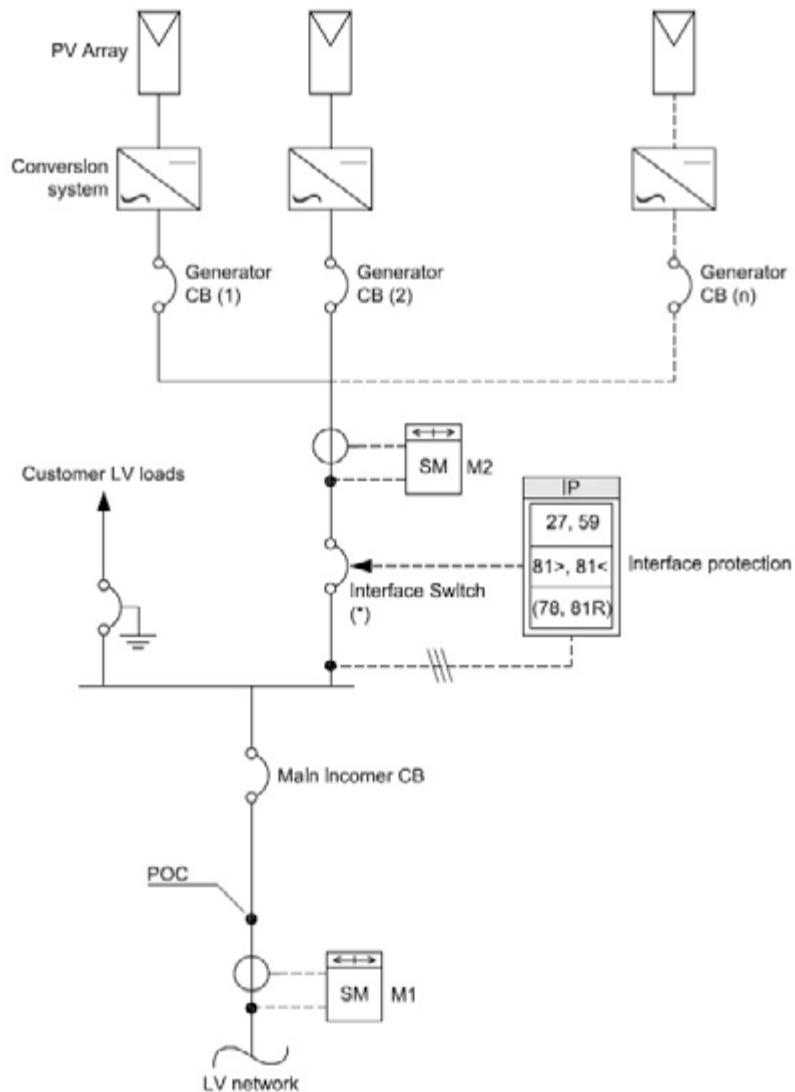 PV Array
Conversion
system
Generator
CB (1)
Generator
CB (2)
Generator
CB (n)
SM
M2
Customer LV loads
IP
27, 59
81>, 81<
(78, 81R)
Interface protection
Interface Switch
(*)
Main Incomer CB
POC
SM
M1
LV network